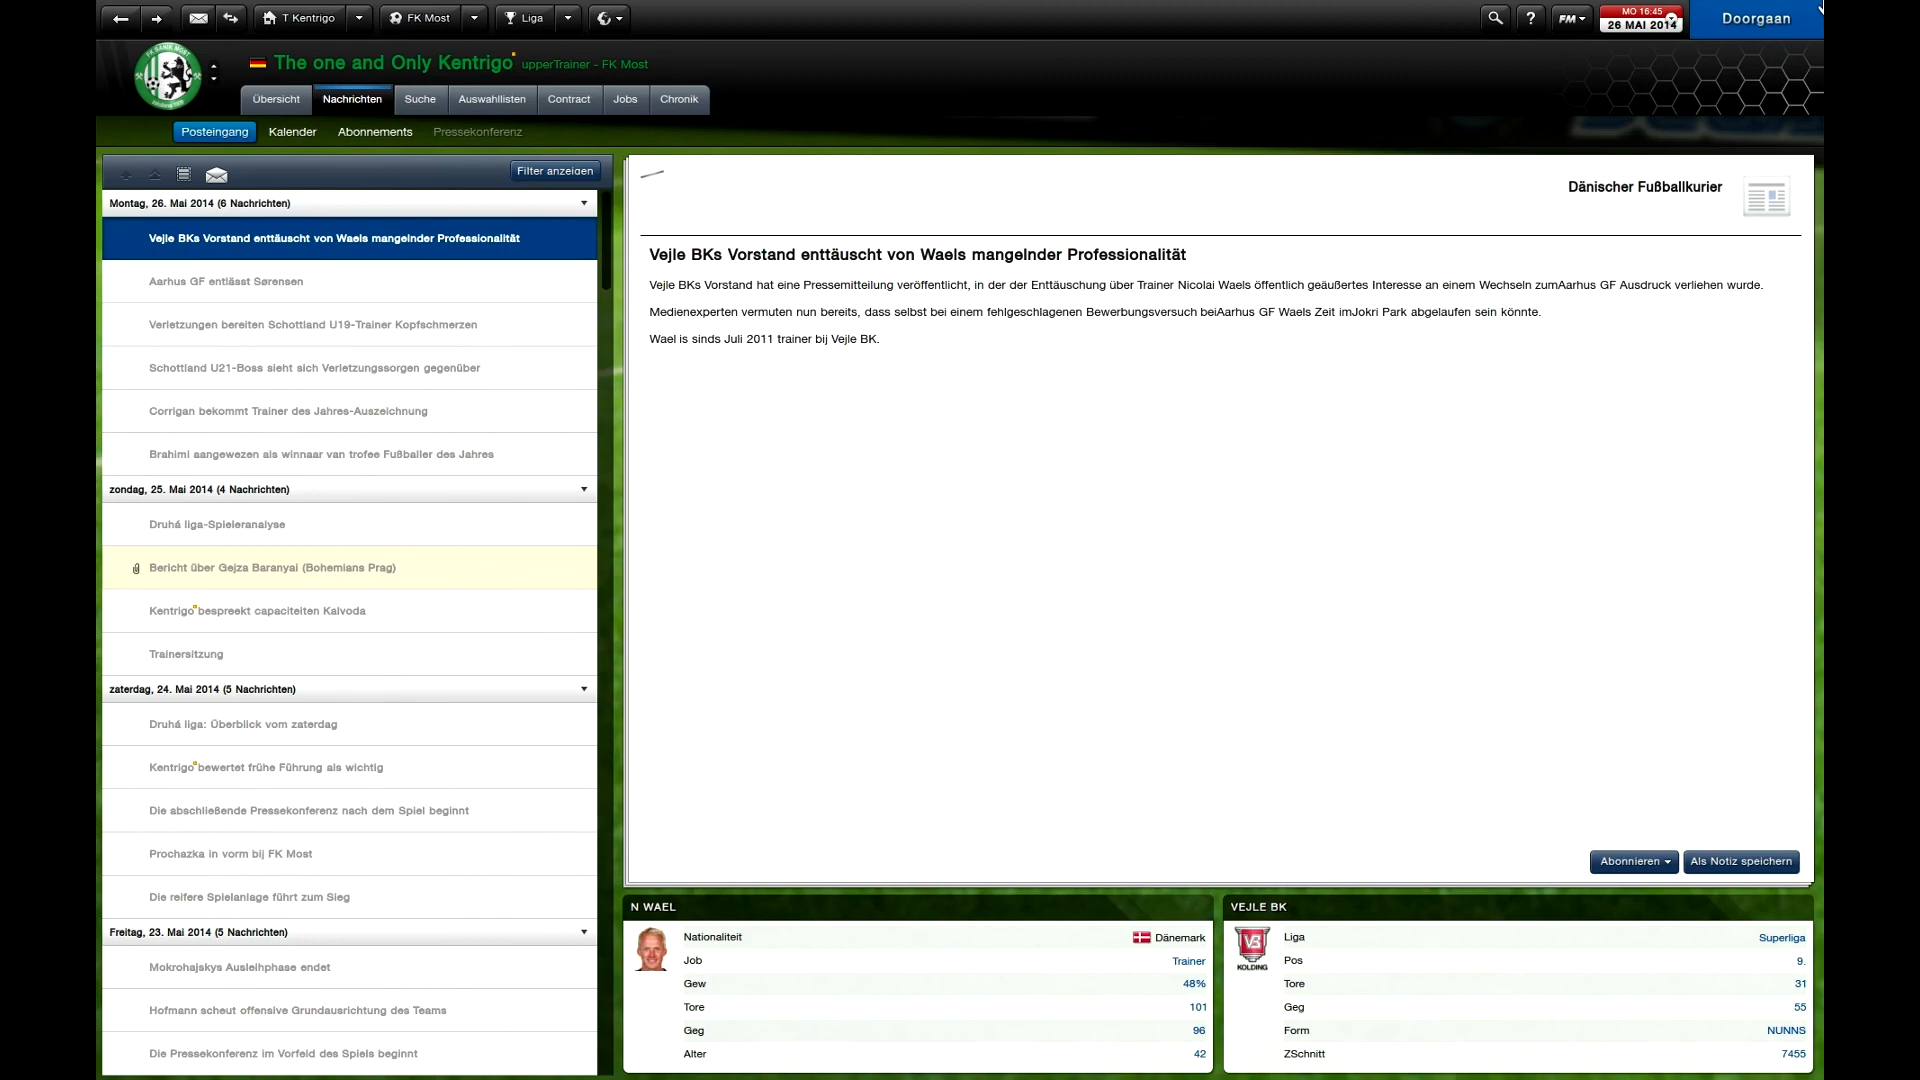 T Kentrigo
FK Most
Liga
?
FM
MO 16:45
26 MAI 2014
Doorgaan
The one and Only Kentrigo
upperTrainer - FK Most
Übersicht
Nachrichten
Suche
Auswahllisten
Contract
Jobs
Chronik
Posteingang
Kalender
Abonnements
Pressekonferenz
Filter anzeigen
Montag, 26. Mai 2014 (6 Nachrichten)
Vejle BKs Vorstand enttäuscht von Waels mangelnder Professionalität
Aarhus GF entlässt Sørensen
Verletzungen bereiten Schottland U19-Trainer Kopfschmerzen
Schottland U21-Boss sieht sich Verletzungssorgen gegenüber
Corrigan bekommt Trainer des Jahres-Auszeichnung
Brahimi aangewezen als winnaar van trofee Fußballer des Jahres
zondag, 25. Mai 2014 (4 Nachrichten)
Druhá liga-Spieleranalyse
Bericht über Gejza Baranyai (Bohemians Prag)
Kentrigo bespreekt capaciteiten Kalvoda
Trainersitzung
zaterdag, 24. Mai 2014 (5 Nachrichten)
Druhá liga: Überblick vom zaterdag
Kentrigo bewertet frühe Führung als wichtig
Die abschließende Pressekonferenz nach dem Spiel beginnt
Prochazka in vorm bij FK Most
Die reifere Spielanlage führt zum Sieg
Freitag, 23. Mai 2014 (5 Nachrichten)
Mokrohajskys Ausleihphase endet
Hofmann scheut offensive Grundausrichtung des Teams
Die Pressekonferenz im Vorfeld des Spiels beginnt
Dänischer Fußballkurier
Vejle BKs Vorstand enttäuscht von Waels mangelnder Professionalität
Vejle BKs Vorstand hat eine Pressemitteilung veröffentlicht, in der der Enttäuschung über Trainer Nicolai Waels öffentlich geäußertes Interesse an einem Wechseln zumAarhus GF Ausdruck verliehen wurde.
Medienexperten vermuten nun bereits, dass selbst bei einem fehlgeschlagenen Bewerbungsversuch beiAarhus GF Waels Zeit imJokri Park abgelaufen sein könnte.
Wael is sinds Juli 2011 trainer bij Vejle BK.
Abonnieren
Als Notiz speichern
N WAEL
Nationaliteit Dänemark
Job Trainer
Gew 48%
Tore 101
Geg 96
Alter 42
VEJLE BK
VB
KOLDING
Liga Superliga
Pos 9.
Tore 31
Geg 55
Form NUNNS
ZSchnitt 7455